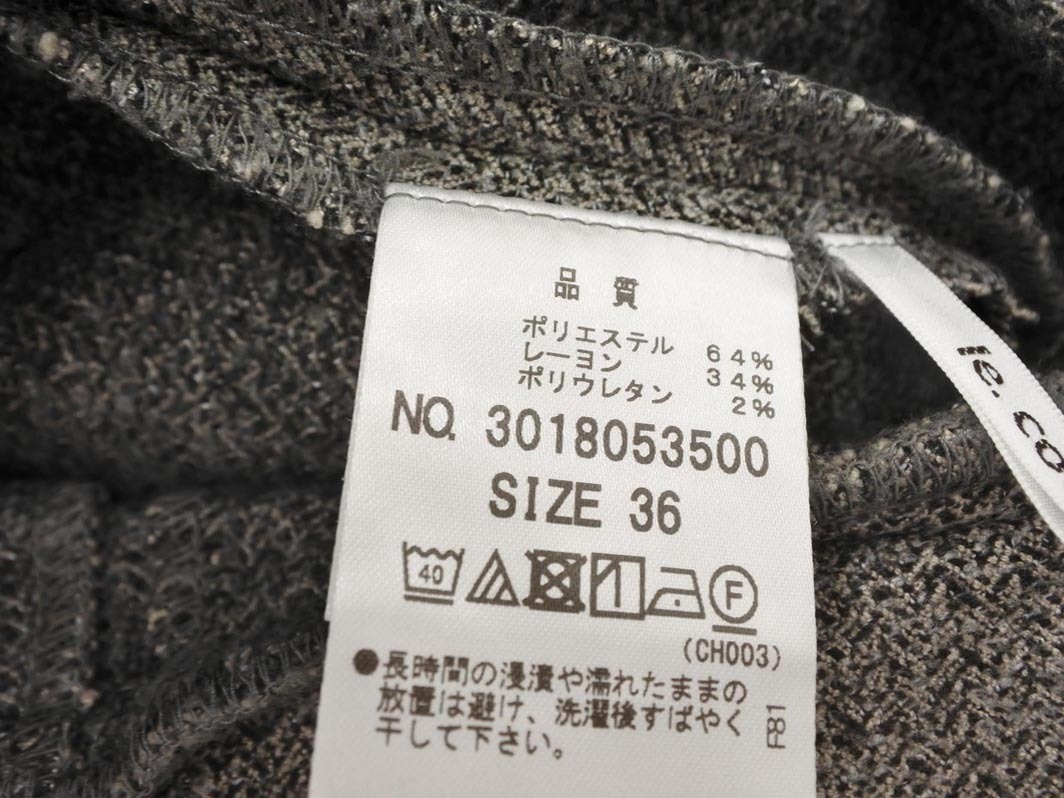 品質
ポリエステル 64%
レーヨン 34%
ポリウレタン 2%
NO. 3018053500
SIZE 36
40 F
(CH003)
●長時間の浸漬や濡れたままの
放置は避け、洗濯後すばやく
干して下さい。
F81
ie.co